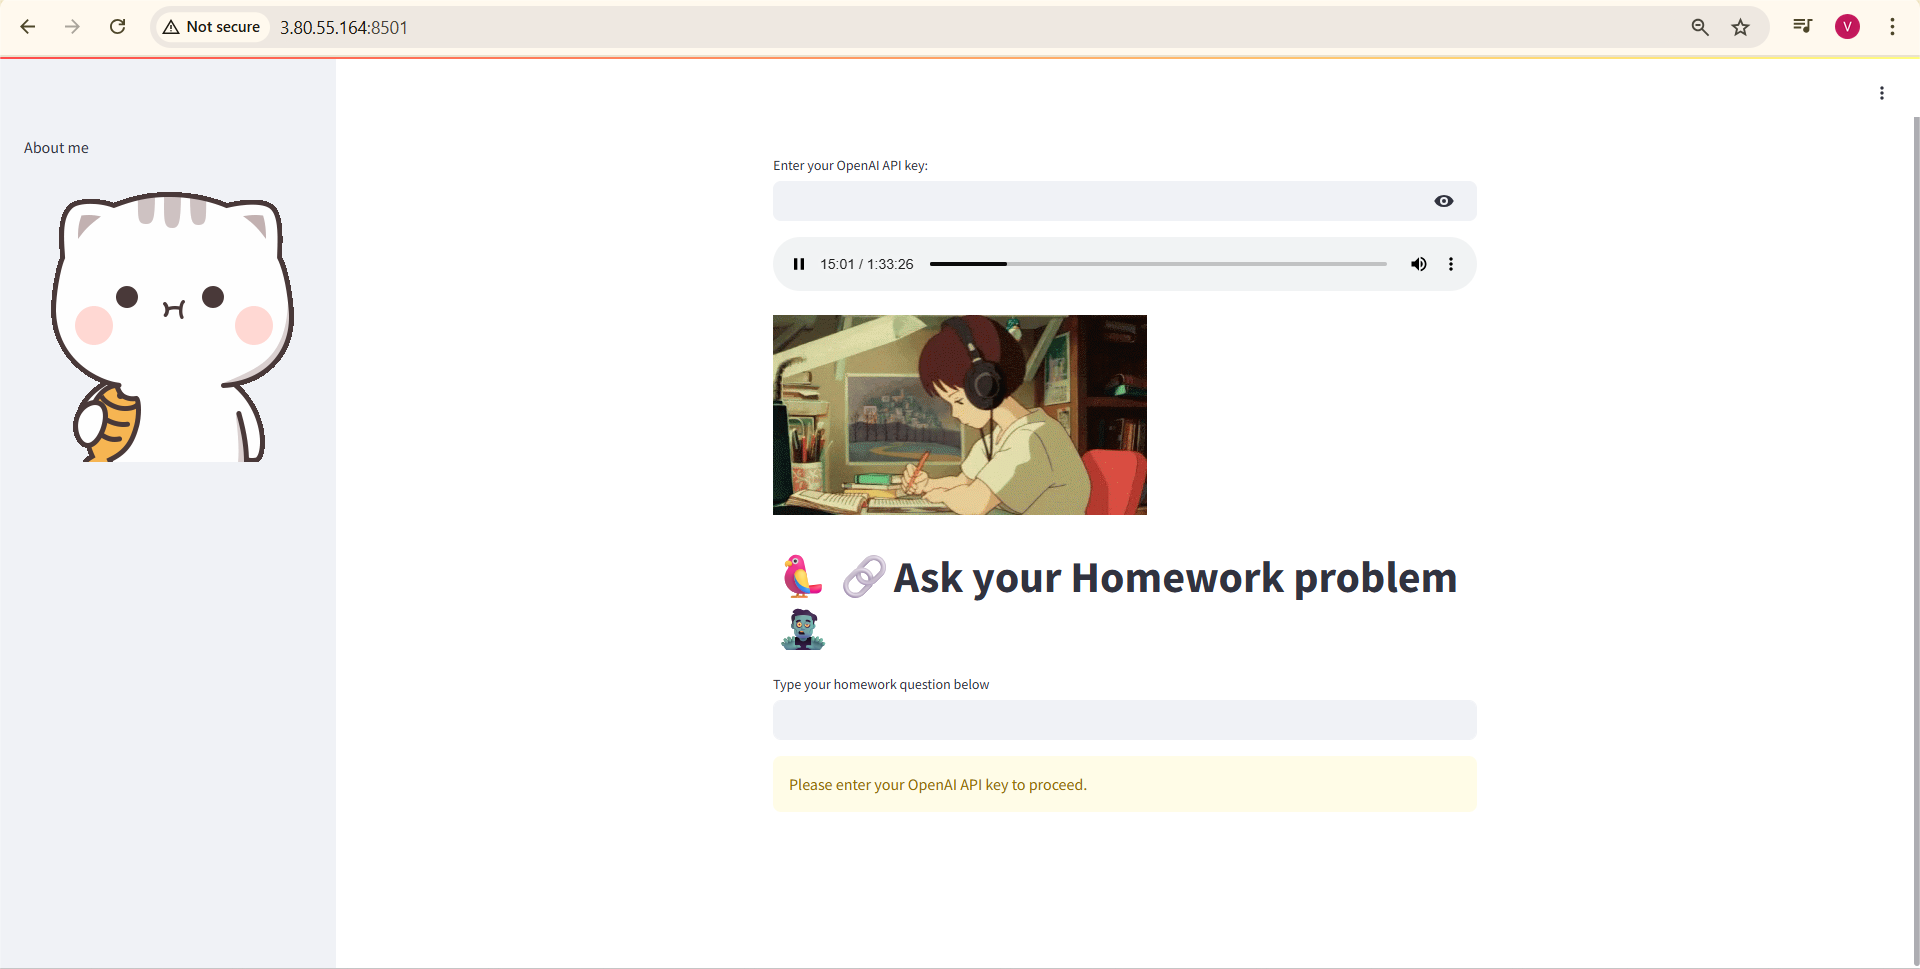 Not secure
3.80.55.164:8501
V
About me
Enter your OpenAI API key:
15:01 / 1:33:26
🦜 🔗Ask your Homework problem
🧟
Type your homework question below
Please enter your OpenAI API key to proceed.